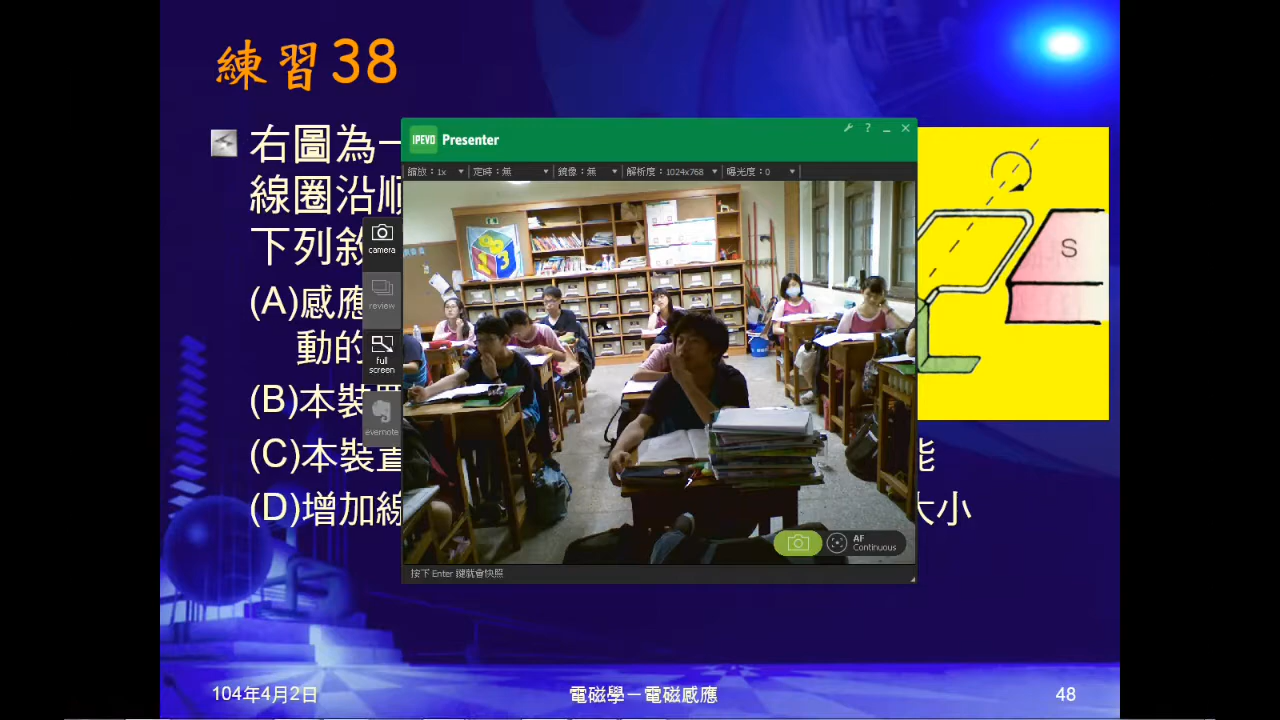 練習38
右圖為一
線圈沿順
下列敘
(A)感應
動的
(B)本裝置
(C)本裝置
能
(D)增加線
大小
S
IPEVO Presenter
縮放：1x
定時：無
鏡像：無
解析度：1024x768
曝光度：0
camera
review
full
screen
evernote
AF
Continuous
按下 Enter 鍵就會快照
104年4月2日
電磁學－電磁感應
48